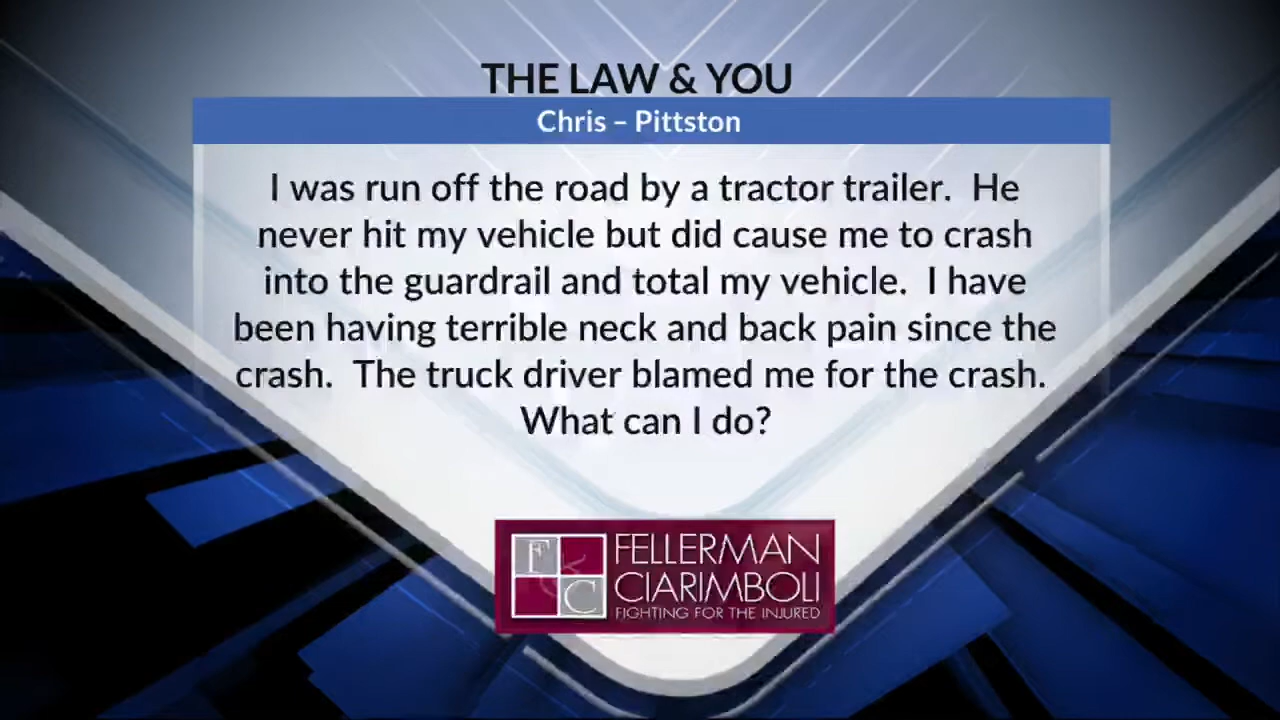 THE LAW & YOU
Chris – Pittston
I was run off the road by a tractor trailer.  He
never hit my vehicle but did cause me to crash
into the guardrail and total my vehicle.  I have
been having terrible neck and back pain since the
crash.  The truck driver blamed me for the crash.
What can I do?
F & C
FELLERMAN
CIARIMBOLI
FIGHTING FOR THE INJURED